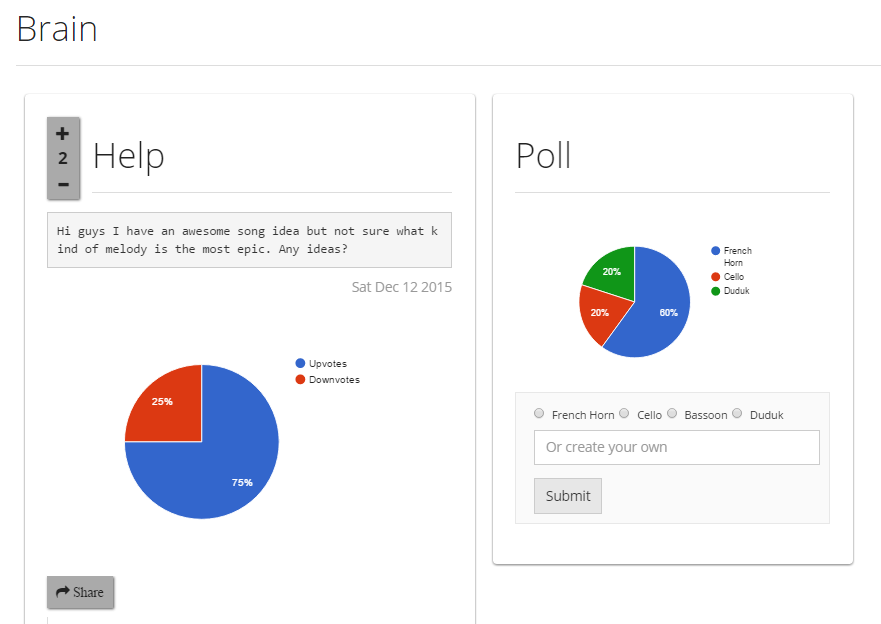 Brain
+
2
−
Help
Hi guys I have an awesome song idea but not sure what k
ind of melody is the most epic. Any ideas?
Sat Dec 12 2015
Upvotes
Downvotes
25%
75%
Share
Poll
French
Horn
Cello
Duduk
20%
20%
60%
French Horn Cello Bassoon Duduk
Or create your own
Submit